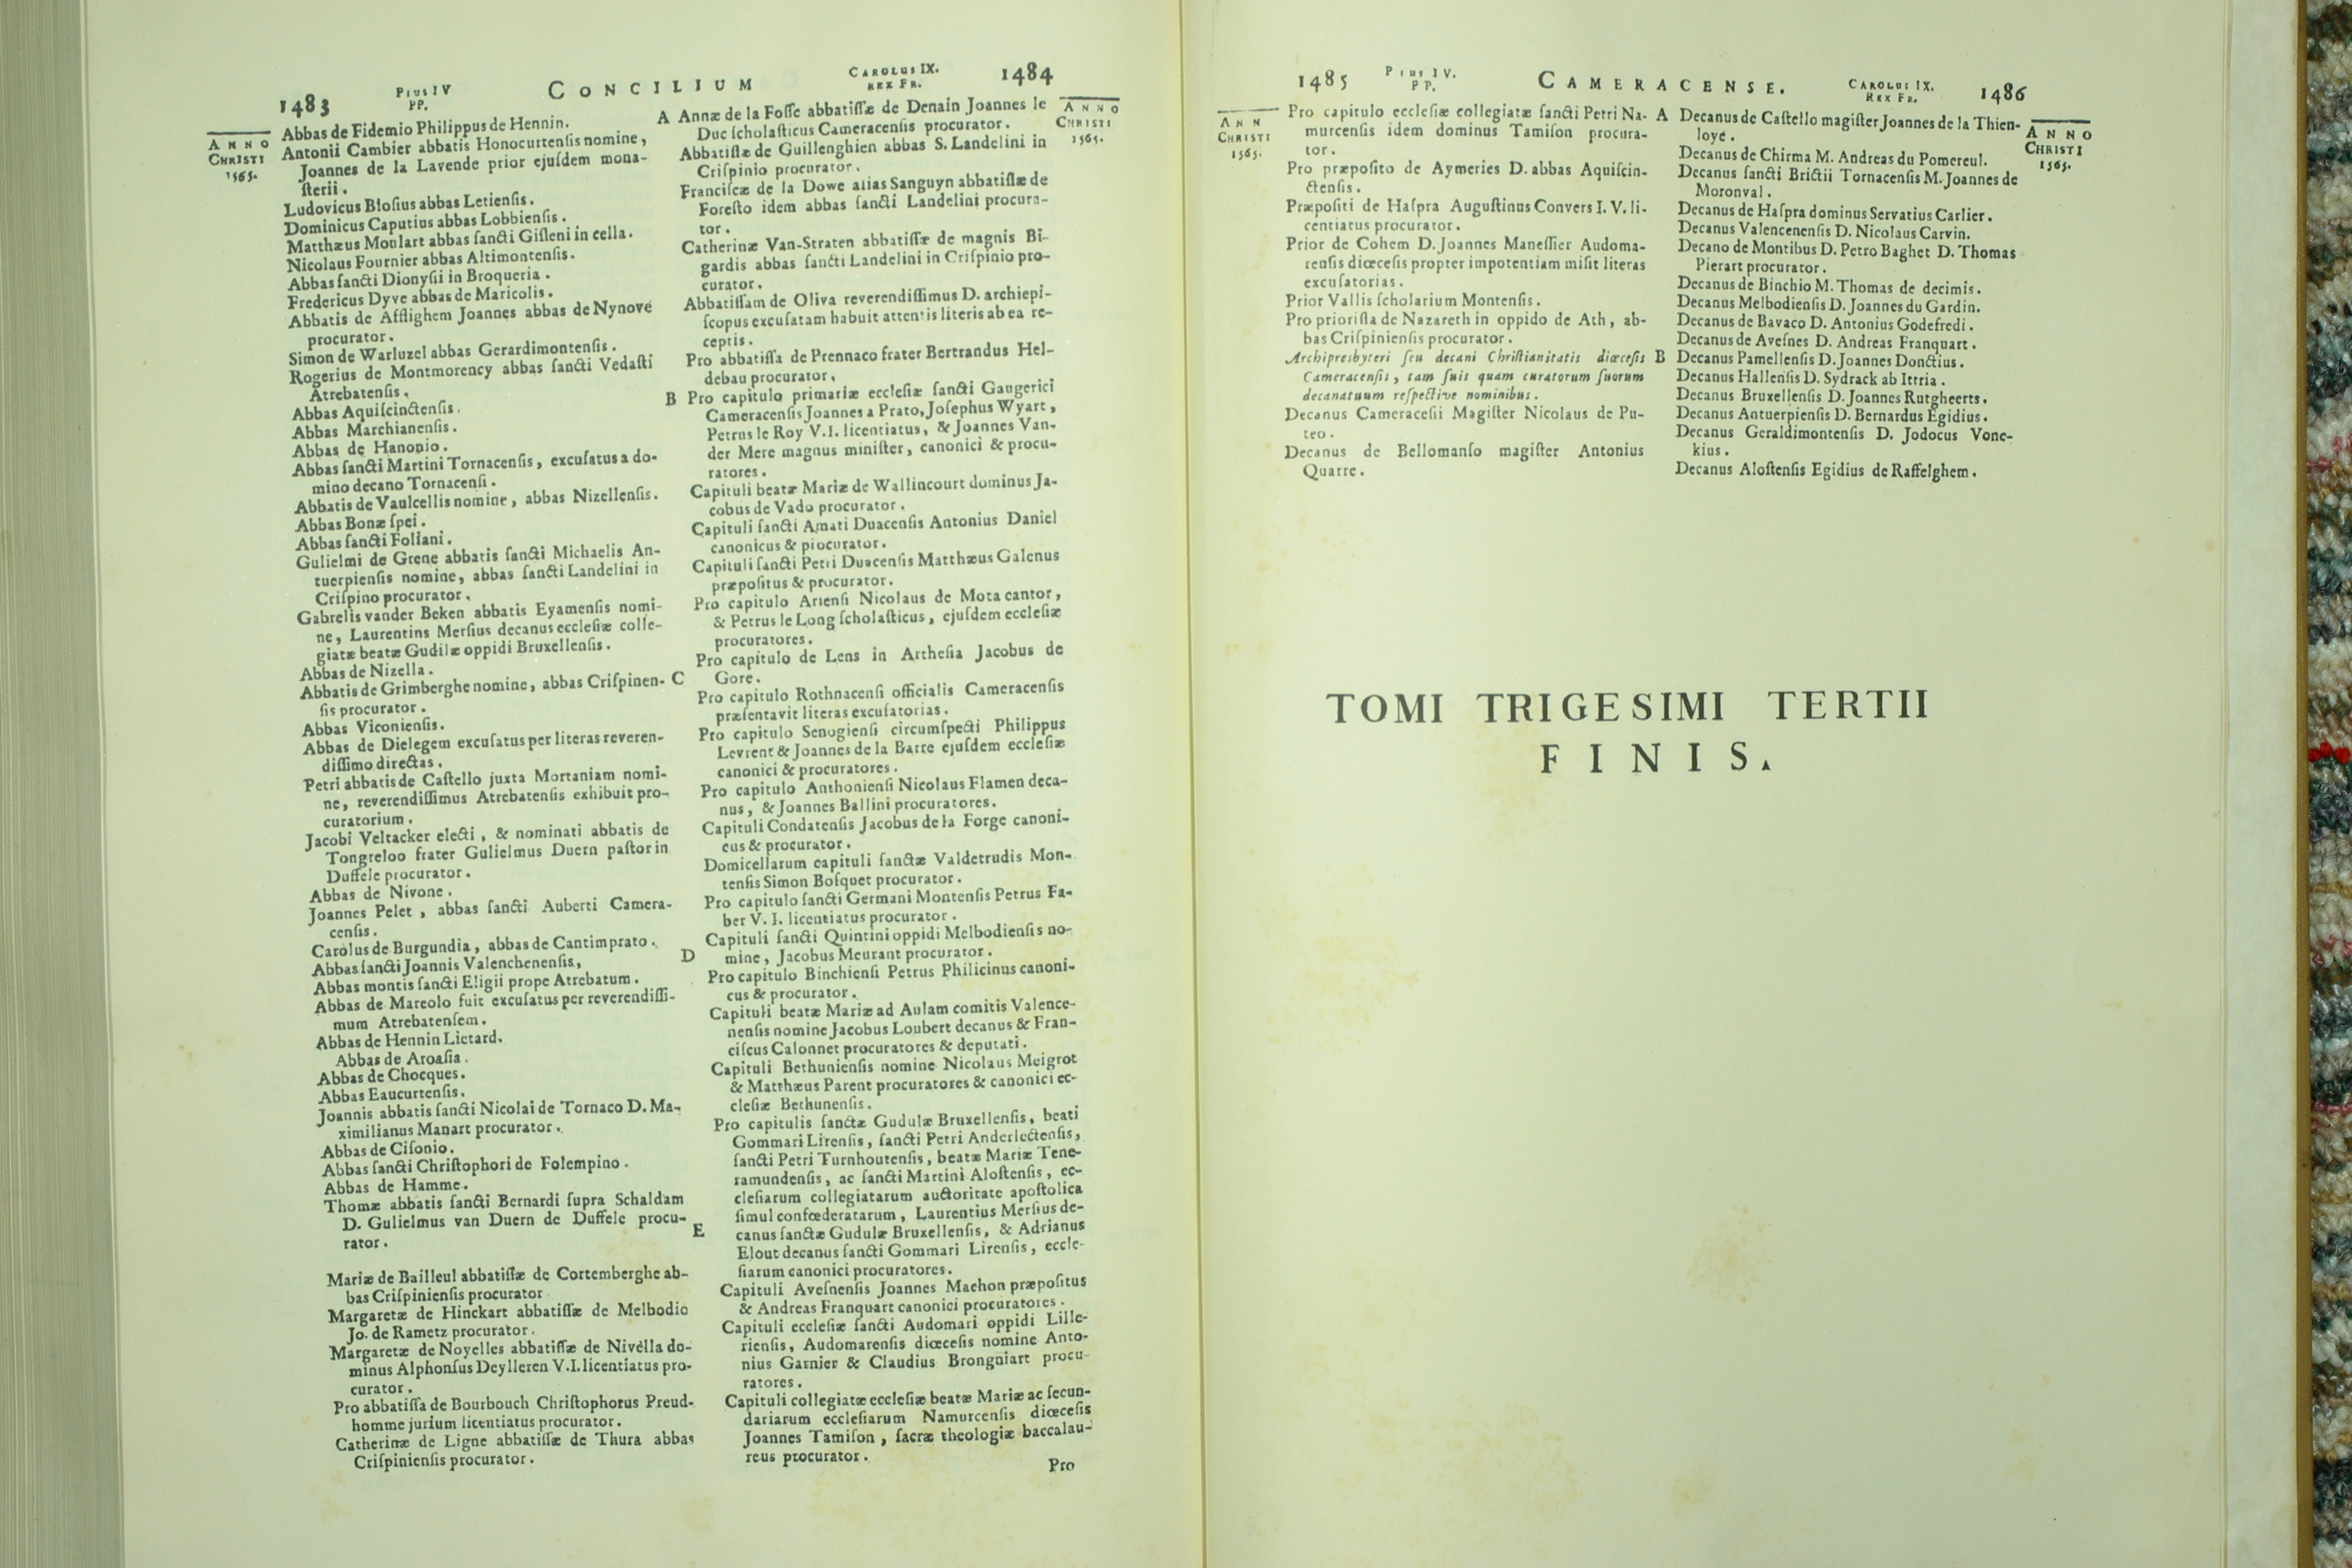 1483 Pius IV PP. CONCILIUM CAROLUS IX. REX FR. 1484
ANNO CHRISTI 1565.
Abbas de Fidemio Philippus de Hennin.
Antonii Cambier abbatis Honocurtenſis nomine,
Joannes de la Lavende prior ejuſdem mona-
ſterii.
Ludovicus Bloſius abbas Letienſis.
Dominicus Caputius abbas Lobbienſis.
Matthæus Moulart abbas ſancti Giſleni in cella.
Nicolaus Fournier abbas Altimontenſis.
Abbas ſancti Dionyſii in Broqueria.
Fredericus Dyve abbas de Maricolis.
Abbatis de Afflighem Joannes abbas de Nynove
procurator.
Simon de Warluzel abbas Gerardimontenſis.
Rogerius de Montmorency abbas ſancti Vedaſti
Atrebatenſis.
Abbas Aquiſcinctenſis.
Abbas Marchianenſis.
Abbas de Hanonio.
Abbas ſancti Martini Tornacenſis, excuſatus a do-
mino decano Tornacenſi.
Abbatis de Vaulcellis nomine, abbas Nizellenſis.
Abbas Bonæ ſpei.
Abbas ſancti Foliani.
Gulielmi de Grene abbatis ſancti Michaelis An-
tuerpienſis nomine, abbas ſancti Landelini in
Criſpino procurator.
Gabrelis vander Beken abbatis Eyamenſis nomi-
ne, Laurentins Merſius decanus eccleſiæ colle-
giatæ beatæ Gudilæ oppidi Bruxellenſis.
Abbas de Nizella.
Abbatis de Grimberghe nomine, abbas Criſpinen-
ſis procurator.
Abbas Viconienſis.
Abbas de Dielegem excuſatus per literas reveren-
diſſimo directas.
Petri abbatis de Caſtello juxta Mortaniam nomi-
ne, reverendiſſimus Atrebatenſis exhibuit pro-
curatorium.
Jacobi Veltacker electi, & nominati abbatis de
Tongreloo frater Gulielmus Duern paſtor in
Duffele procurator.
Abbas de Nivone.
Joannes Pelet, abbas ſancti Auberti Camera-
cenſis.
Carolus de Burgundia, abbas de Cantimprato.
Abbas ſancti Joannis Valenchenenſis,
Abbas montis ſancti Eligii prope Atrebatum.
Abbas de Mareolo fuit excuſatus per reverendiſſi-
mum Atrebatenſem.
Abbas de Hennin Lietard.
Abbas de Aroaſia.
Abbas de Chocques.
Abbas Eaucurtenſis.
Joannis abbatis ſancti Nicolai de Tornaco D. Ma-
ximilianus Manart procurator.
Abbas de Ciſonio.
Abbas ſancti Chriſtophori de Folempino.
Abbas de Hamme.
Thomæ abbatis ſancti Bernardi ſupra Schaldam
D. Gulielmus van Duern de Duffele procu-
rator.
Mariæ de Bailleul abbatiſſæ de Cortemberghe ab-
bas Criſpinienſis procurator
Margaretæ de Hinckart abbatiſſæ de Melbodio
Jo. de Rametz procurator.
Margaretæ de Noyelles abbatiſſæ de Nivella do-
minus Alphonſus Deylleren V.I. licentiatus pro-
curator.
Pro abbatiſſa de Bourbouch Chriſtophorus Preud-
homme jurium licentiatus procurator.
Catherinæ de Ligne abbatiſſæ de Thura abbas
Criſpinienſis procurator.
A
B
C
D
E
Annæ de la Foſſe abbatiſſæ de Denain Joannes le
Duc ſcholaſticus Cameracenſis procurator.
Abbatiſſæ de Guillenghien abbas S. Landelini in
Criſpinio procurator.
Franciſcæ de la Dowe alias Sanguyn abbatiſſæ de
Foreſto idem abbas ſancti Landelini procura-
tor.
Catherinæ Van-Straten abbatiſſæ de magnis Bi-
gardis abbas ſancti Landelini in Criſpinio pro-
curator.
Abbatiſſam de Oliva reverendiſſimus D. archiepi-
ſcopus excuſatam habuit attentis literis ab ea re-
ceptis.
Pro abbatiſſa de Prennaco frater Bertrandus Hel-
debau procurator.
Pro capitulo primariæ eccleſiæ ſancti Gaugerici
Cameracenſis Joannes a Prato, Joſephus Wyart,
Petrus le Roy V.I. licentiatus, & Joannes Van-
der Mere magnus miniſter, canonici & procu-
ratores.
Capituli beatæ Mariæ de Wallincourt dominus Ja-
cobus de Vado procurator.
Capituli ſancti Amati Duacenſis Antonius Daniel
canonicus & procurator.
Capituli ſancti Petri Duacenſis Matthæus Galenus
præpoſitus & procurator.
Pro capitulo Arienſi Nicolaus de Mota cantor,
& Petrus le Long ſcholaſticus, ejuſdem eccleſiæ
procuratores.
Pro capitulo de Lens in Artheſia Jacobus de
Gore.
Pro capitulo Rothnacenſi officialis Cameracenſis
præſentavit literas excuſatorias.
Pro capitulo Senogienſi circumſpecti Philippus
Levrent & Joannes de la Barre ejuſdem eccleſiæ
canonici & procuratores.
Pro capitulo Anthonienſi Nicolaus Flamen deca-
nus, & Joannes Ballini procuratores.
Capituli Condatenſis Jacobus de la Forge canoni-
cus & procurator.
Domicellarum capituli ſanctæ Valdetrudis Mon-
tenſis Simon Boſquet procurator.
Pro capitulo ſancti Germani Montenſis Petrus Fa-
ber V. I. licentiatus procurator.
Capituli ſancti Quintini oppidi Melbodienſis no-
mine, Jacobus Meurant procurator.
Pro capitulo Binchienſi Petrus Philicinus canoni-
cus & procurator.
Capituli beatæ Mariæ ad Aulam comitis Valence-
nenſis nomine Jacobus Loubert decanus & Fran-
ciſcus Calonnet procuratores & deputati.
Capituli Bethunienſis nomine Nicolaus Meigrot
& Matthæus Parent procuratores & canonici ec-
cleſiæ Bethunenſis.
Pro capitulis ſanctæ Gudulæ Bruxellenſis, beati
Gommari Lirenſis, ſancti Petri Anderlectenſis,
ſancti Petri Turnhoutenſis, beatæ Mariæ Tene-
ramundenſis, ac ſancti Martini Aloſtenſis, ec-
cleſiarum collegiatarum auctoritate apoſtolica
ſimul confœderatarum, Laurentius Merſius de-
canus ſanctæ Gudulæ Bruxellenſis, & Adrianus
Elout decanus ſancti Gommari Lirenſis, eccle-
ſiarum canonici procuratores.
Capituli Aveſnenſis Joannes Machon præpoſitus
& Andreas Franquart canonici procuratores.
Capituli eccleſiæ ſancti Audomari oppidi Lille-
rienſis, Audomarenſis diœceſis nomine Anto-
nius Garnier & Claudius Brongniart procu-
ratores.
Capituli collegiatæ eccleſiæ beatæ Mariæ ac ſecun-
dariarum eccleſiarum Namurcenſis diœceſis
Joannes Tamiſon, ſacræ theologiæ baccalau-
reus procurator.
Pro
ANNO CHRISTI 1565.
1485 Pius IV. PP. CAMERACENSE. CAROLUS IX. REX FR. 1486
ANN CHRISTI 1565.
Pro capitulo eccleſiæ collegiatæ ſancti Petri Na-
murcenſis idem dominus Tamiſon procura-
tor.
Pro præpoſito de Aymeries D. abbas Aquiſcin-
ctenſis.
Præpoſiti de Haſpra Auguſtinus Convers I. V. li-
centiatus procurator.
Prior de Cohem D. Joannes Maneſſier Audoma-
renſis diœceſis propter impotentiam miſit literas
excuſatorias.
Prior Vallis ſcholarium Montenſis.
Pro prioriſſa de Nazareth in oppido de Ath, ab-
bas Criſpinienſis procurator.
Archipresbyteri ſeu decani Chriſtianitatis diœceſis
Cameracenſis, tam ſuis quam curatorum ſuorum
decanatuum reſpective nominibus.
Decanus Cameraceſii Magiſter Nicolaus de Pu-
teo.
Decanus de Bellomanſo magiſter Antonius
Quarre.
A
B
Decanus de Caſtello magiſter Joannes de la Thien-
loye.
Decanus de Chirma M. Andreas du Pomereul.
Decanus ſancti Brictii Tornacenſis M. Joannes de
Moronval.
Decanus de Haſpra dominus Servatius Carlier.
Decanus Valencenenſis D. Nicolaus Carvin.
Decano de Montibus D. Petro Baghet D. Thomas
Pierart procurator.
Decanus de Binchio M. Thomas de decimis.
Decanus Melbodienſis D. Joannes du Gardin.
Decanus de Bavaco D. Antonius Godefredi.
Decanus de Aveſnes D. Andreas Franquart.
Decanus Pamellenſis D. Joannes Donctius.
Decanus Hallenſis D. Sydrack ab Ittria.
Decanus Bruxellenſis D. Joannes Rutgheerts.
Decanus Antuerpienſis D. Bernardus Egidius.
Decanus Geraldimontenſis D. Jodocus Vonc-
kius.
Decanus Aloſtenſis Egidius de Raffelghem.
ANNO CHRISTI 1565.
TOMI TRIGESIMI TERTII
FINIS.